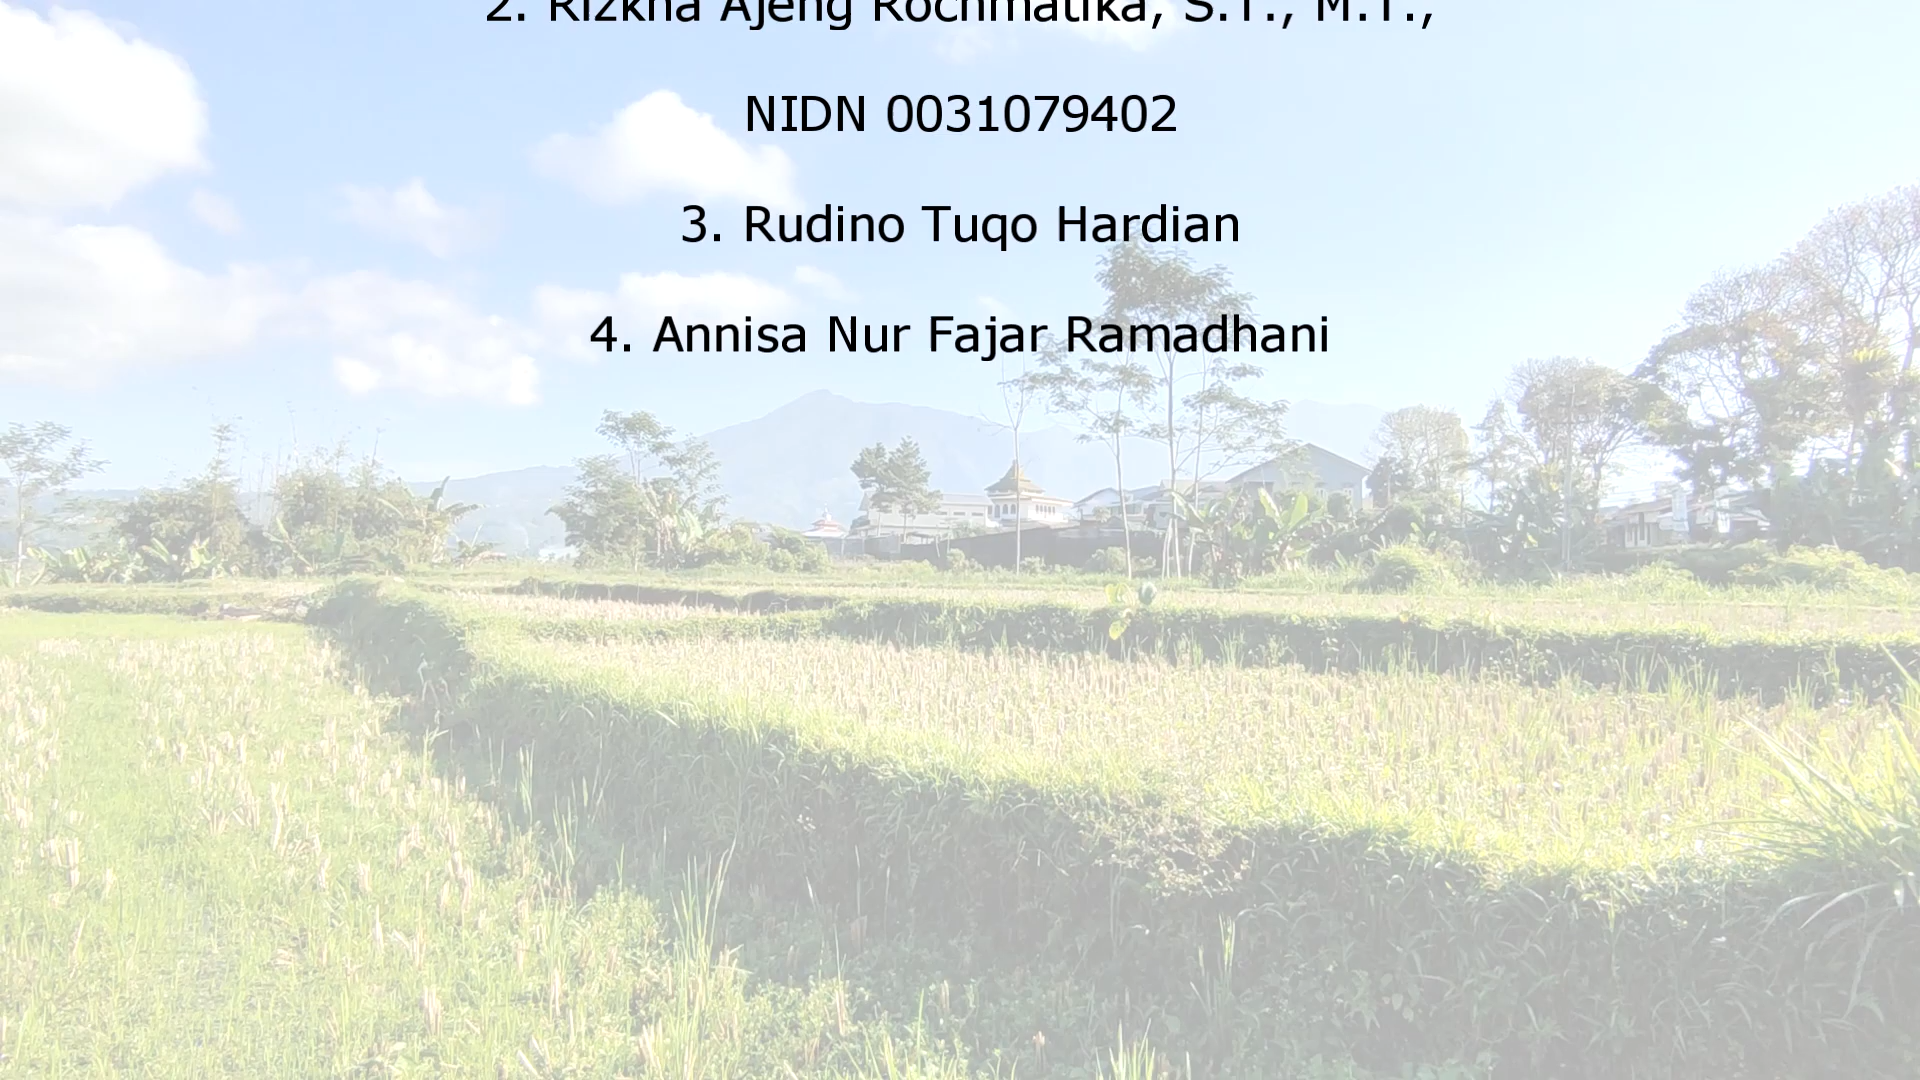 2. Rizkha Ajeng Rochmatika, S.T., M.T.,
NIDN 0031079402
3. Rudino Tuqo Hardian
4. Annisa Nur Fajar Ramadhani